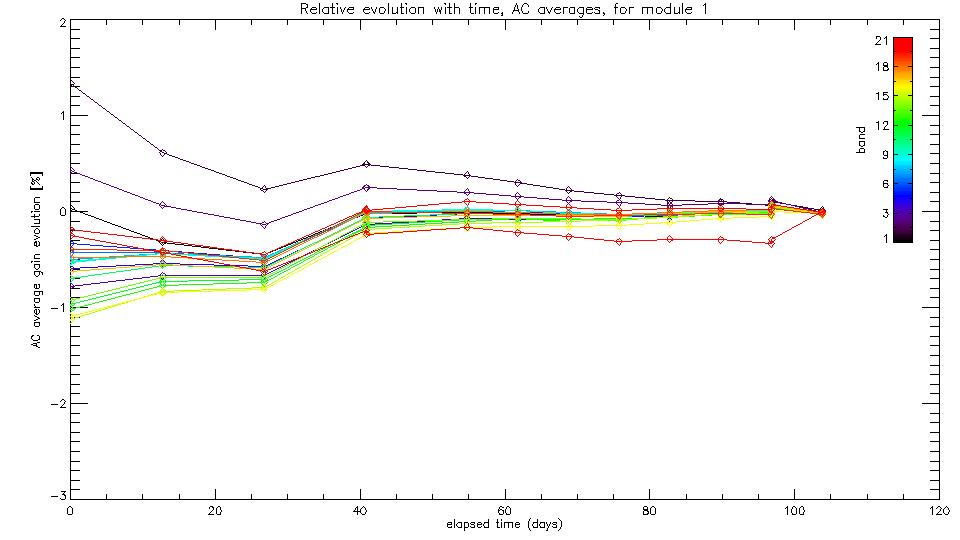 Relative evolution with time, AC averages, for module 1
2
1
0
-1
-2
-3
AC average gain evolution [%]
0 20 40 60 80 100 120
elapsed time (days)
band
21
18
15
12
9
6
3
1